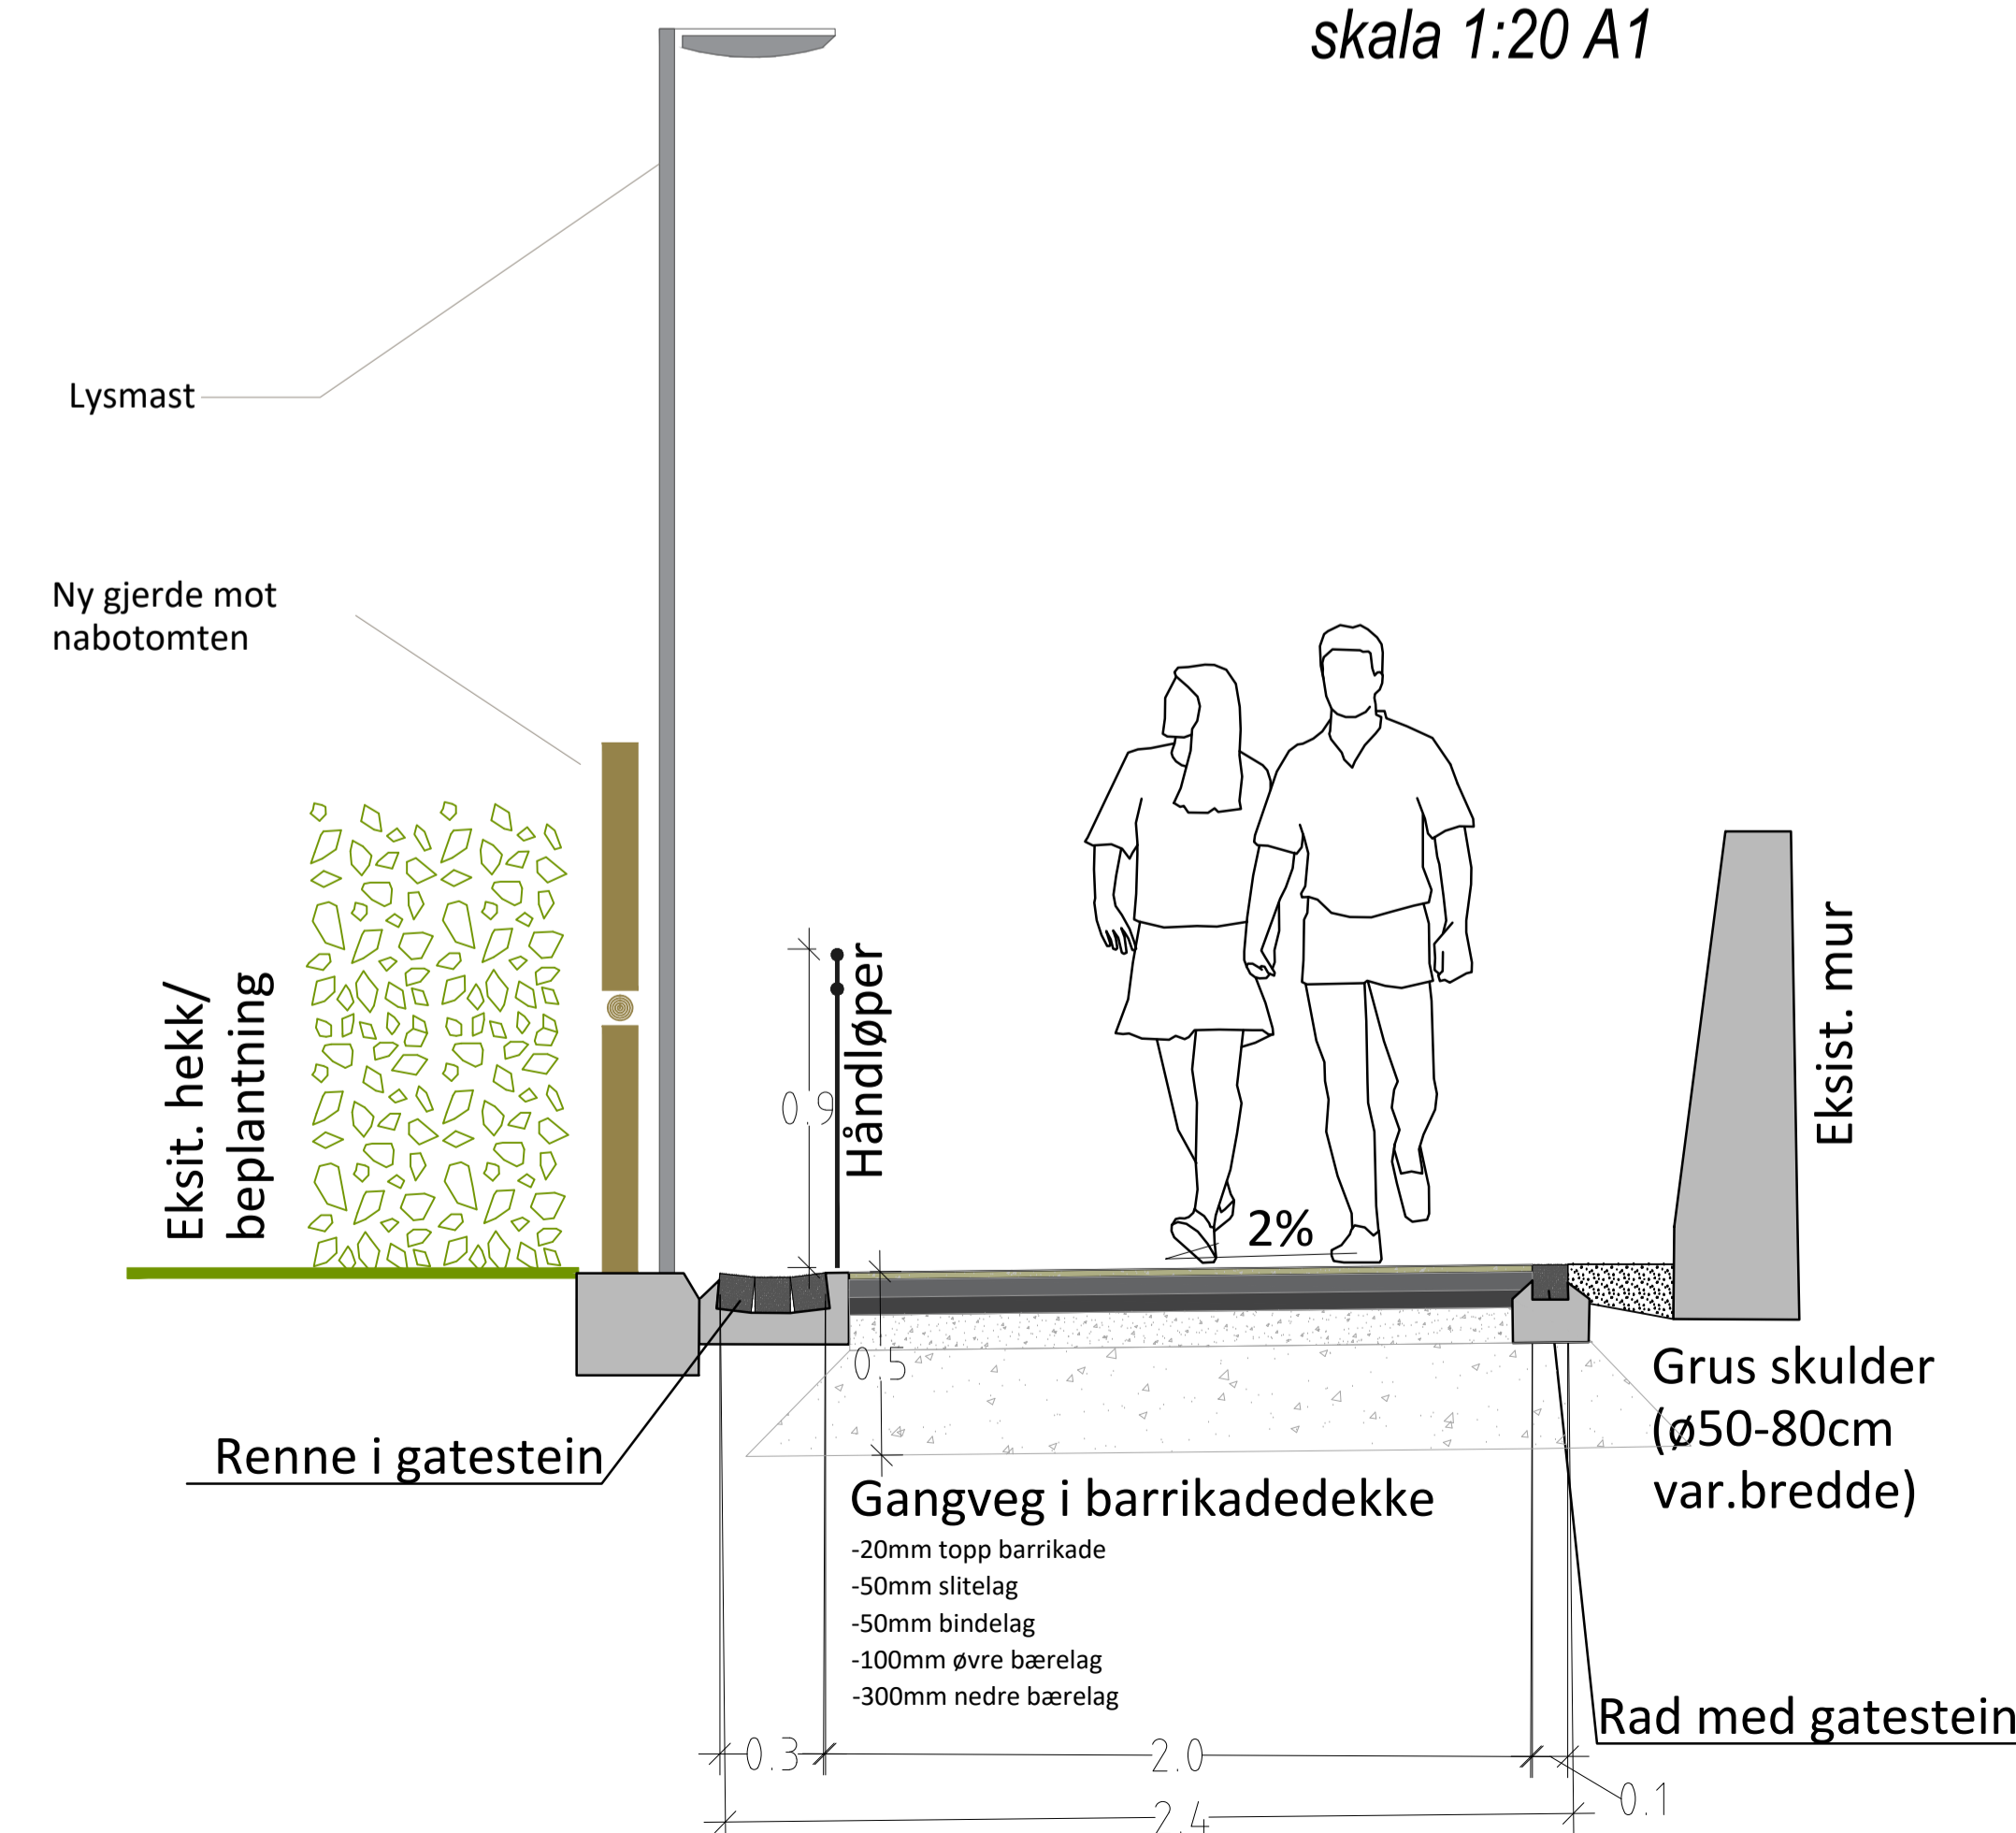 skala 1:20 A1
Lysmast
Ny gjerde mot
nabotomten
Eksit. hekk/
beplantning
0.9
Håndløper
2%
Eksist. mur
0.5
Grus skulder
(ø50-80cm
var.bredde)
Renne i gatestein
Gangveg i barrikadedekke
-20mm topp barrikade
-50mm slitelag
-50mm bindelag
-100mm øvre bærelag
-300mm nedre bærelag
Rad med gatestein
0.3
2.0
0.1
2.4